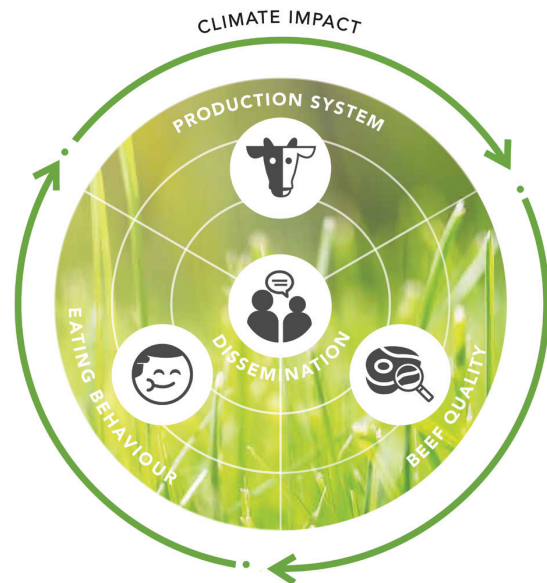 CLIMATE IMPACT
PRODUCTION SYSTEM
EATING BEHAVIOUR
DISSEMINATION
BEEF QUALITY